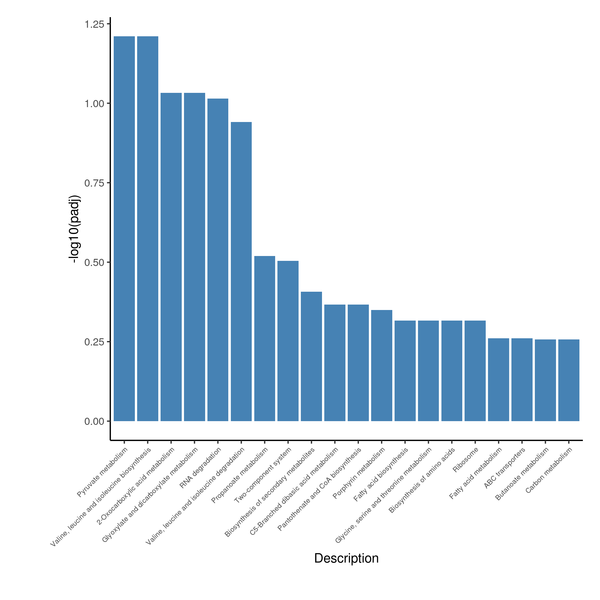 1.25
1.00
0.75
0.50
0.25
0.00
-log10(padj)
Pyruvate metabolism
Valine, leucine and isoleucine biosynthesis
2-Oxocarboxylic acid metabolism
Glyoxylate and dicarboxylate metabolism
RNA degradation
Valine, leucine and isoleucine degradation
Propanoate metabolism
Two-component system
Biosynthesis of secondary metabolites
C5-Branched dibasic acid metabolism
Pantothenate and CoA biosynthesis
Porphyrin metabolism
Fatty acid biosynthesis
Glycine, serine and threonine metabolism
Biosynthesis of amino acids
Ribosome
Fatty acid metabolism
ABC transporters
Butanoate metabolism
Carbon metabolism
Description